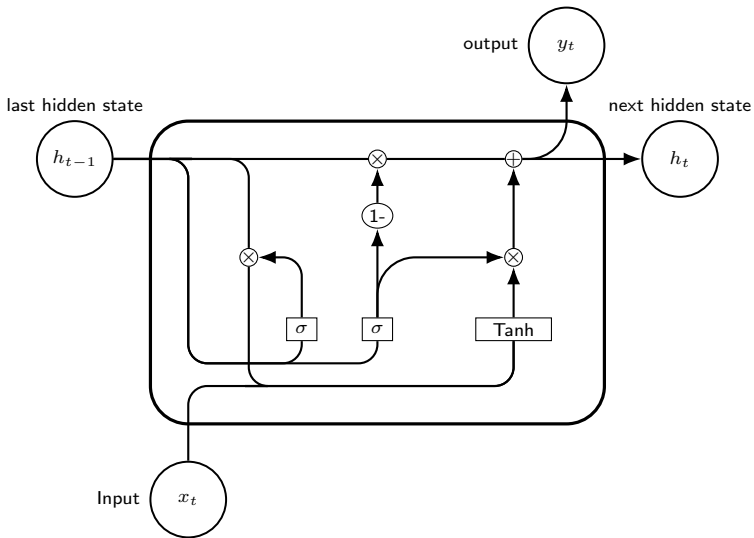 output
y_t
last hidden state
next hidden state
h_{t−1}
×
+
h_t
1-
×
×
σ
σ
Tanh
Input
x_t